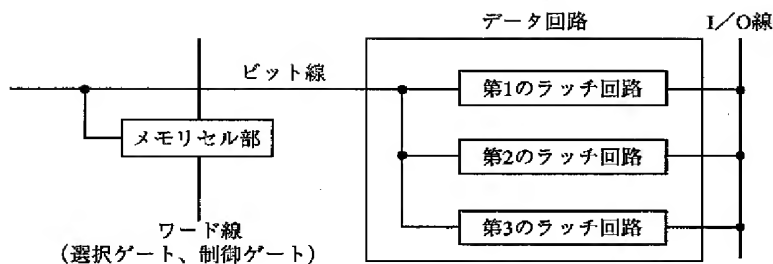 データ回路
I/O線
ビット線
第1のラッチ回路
メモリセル部
第2のラッチ回路
第3のラッチ回路
ワード線
(選択ゲート、制御ゲート)